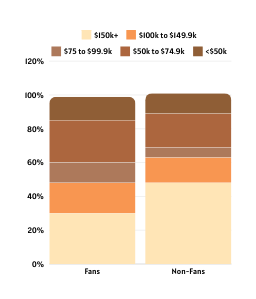 $150k+ $100k to $149.9k
$75 to $99.9k $50k to $74.9k <$50k
120%
100%
80%
60%
40%
20%
0%
Fans Non-Fans